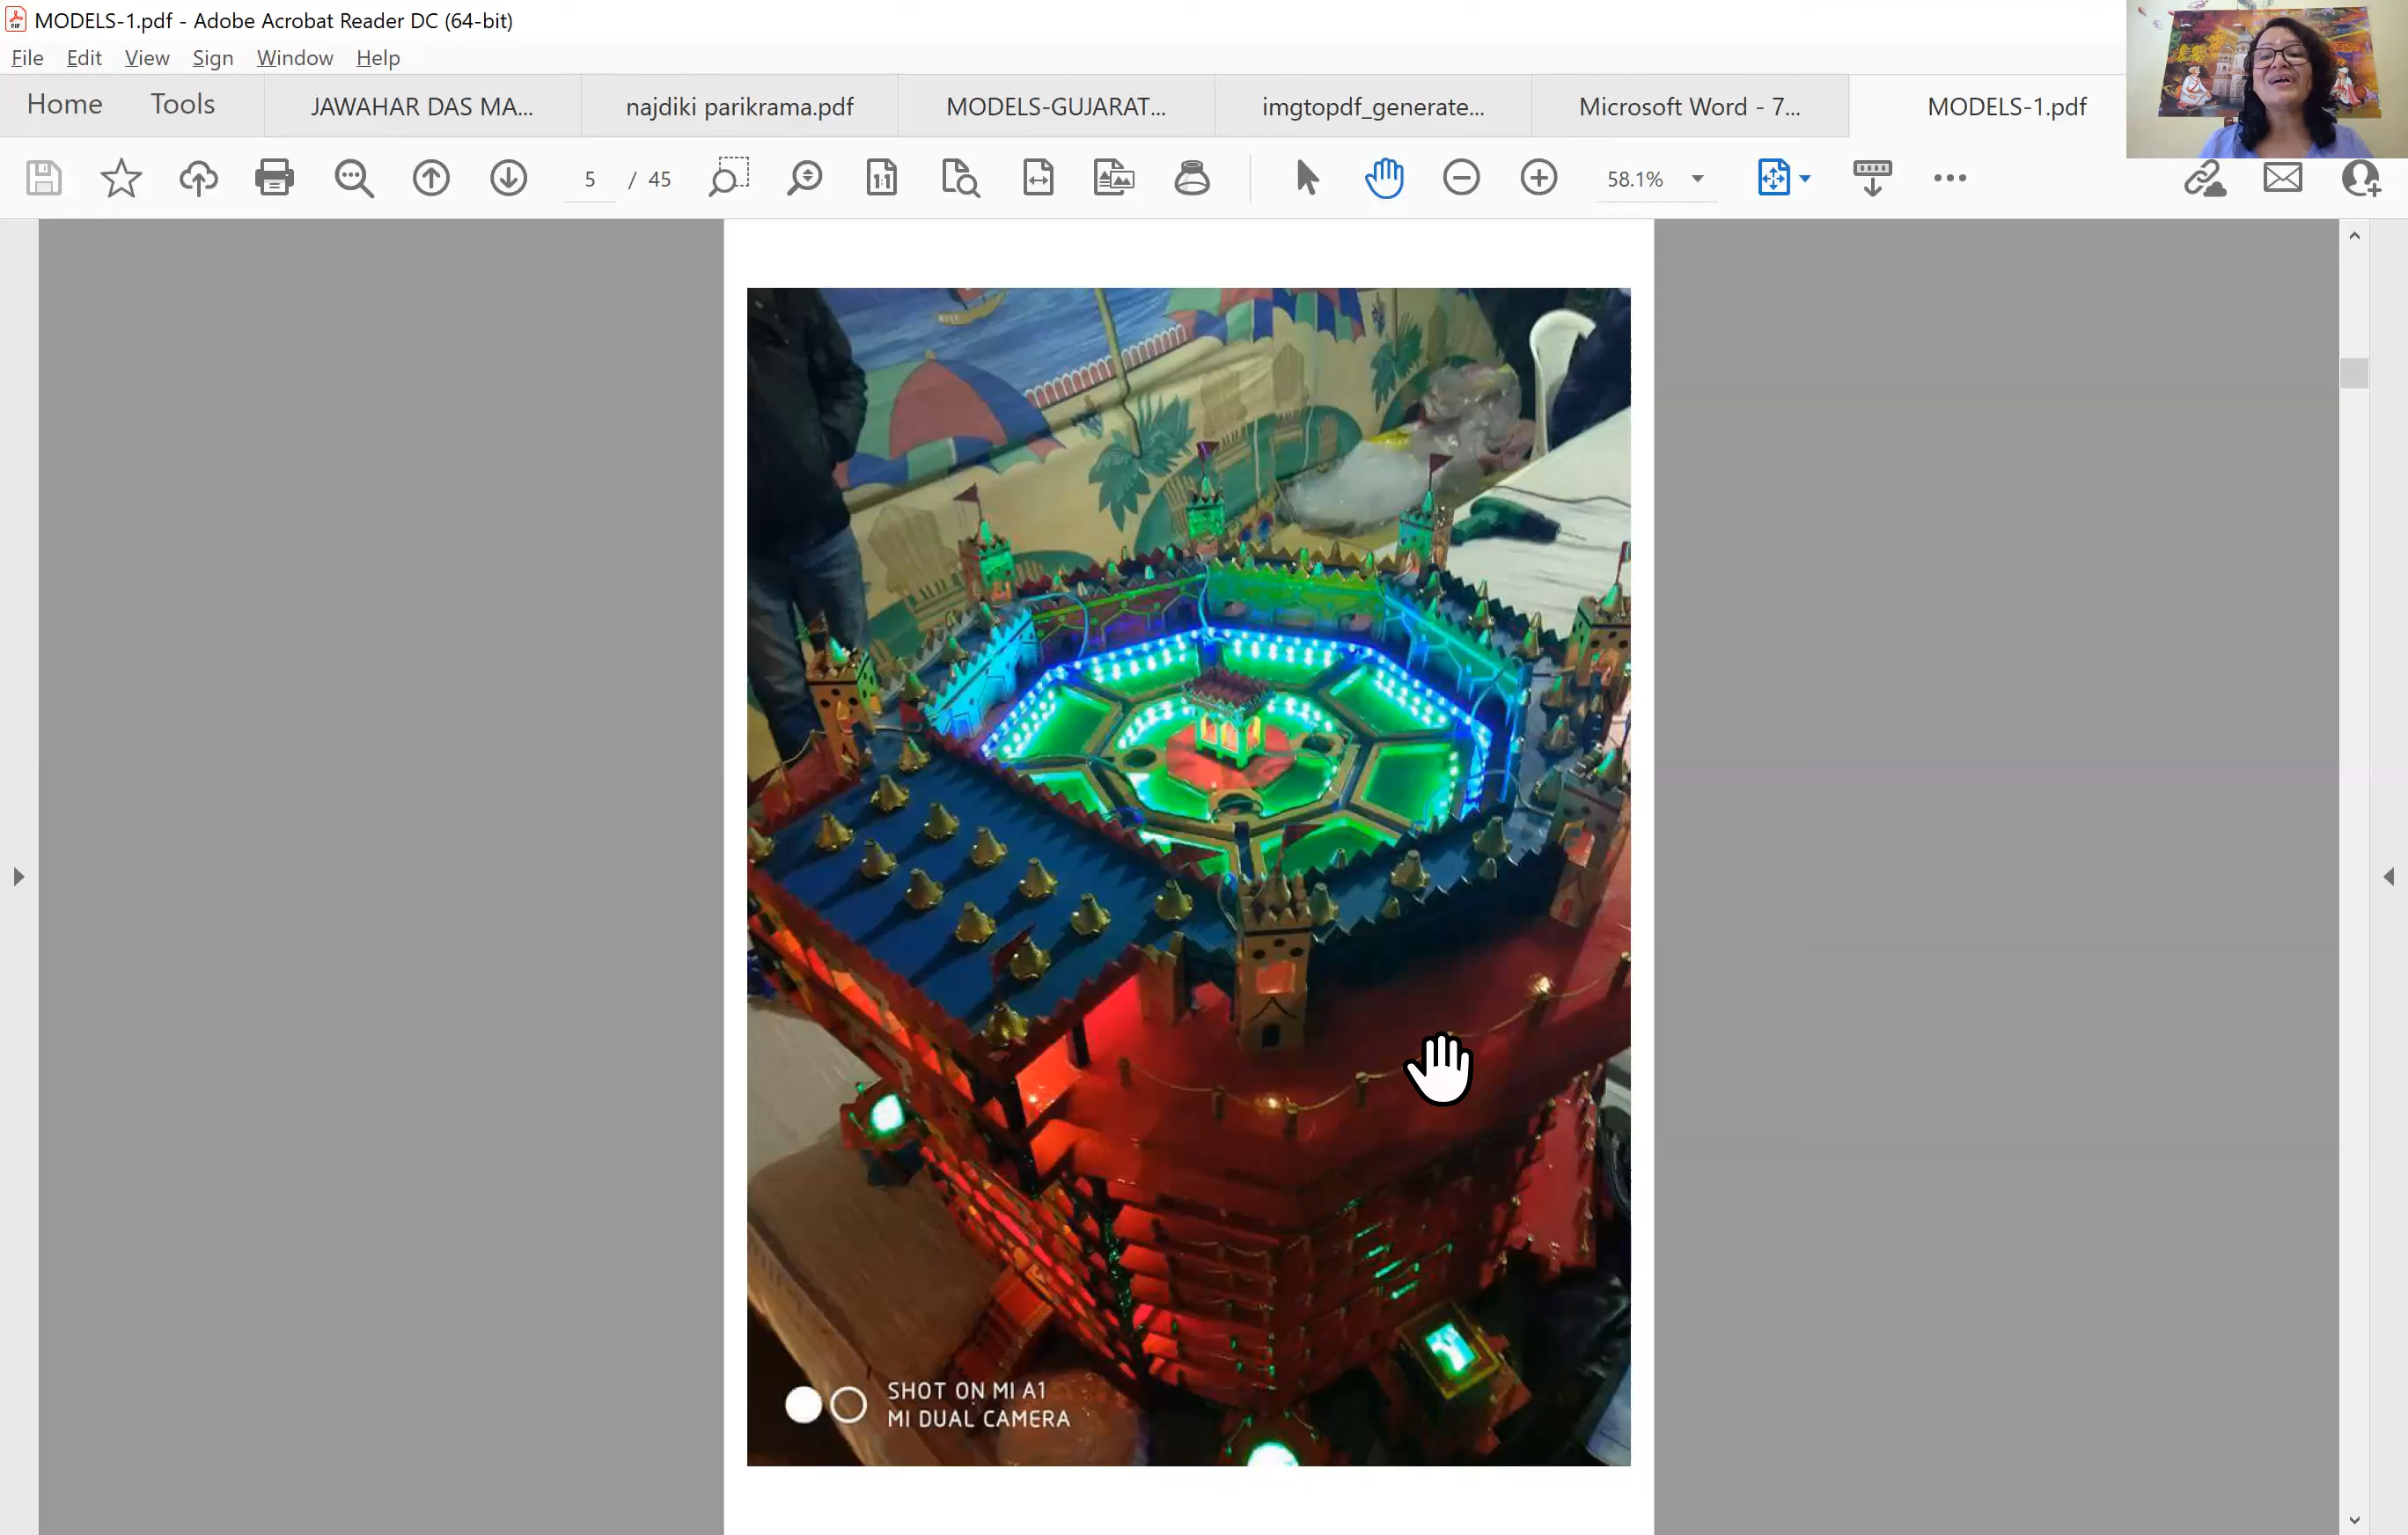 MODELS-1.pdf - Adobe Acrobat Reader DC (64-bit)
File Edit View Sign Window Help
Home Tools JAWAHAR DAS MA... najdiki parikrama.pdf MODELS-GUJARAT... imgtopdf_generate... Microsoft Word - 7... MODELS-1.pdf
5 / 45 1:1 58.1%
SHOT ON MI A1
MI DUAL CAMERA